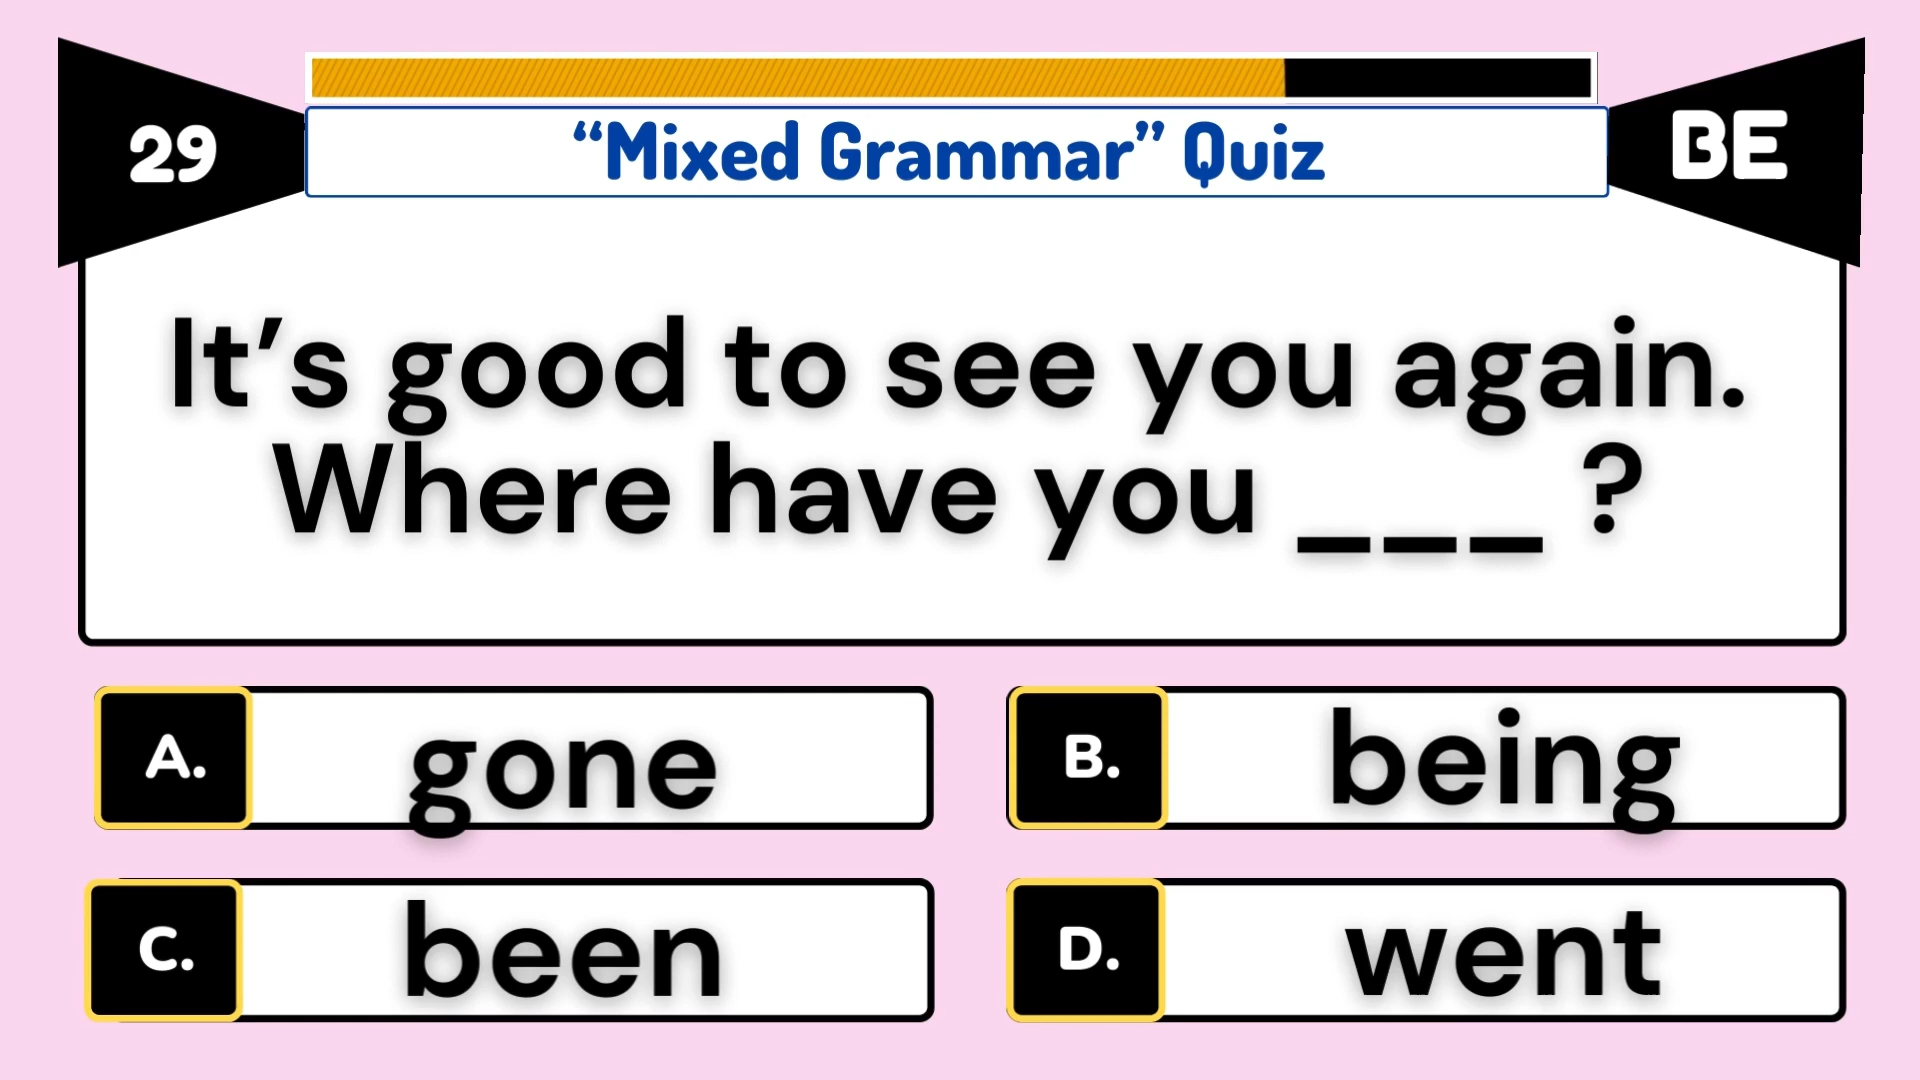 29
“Mixed Grammar” Quiz
BE
It’s good to see you again.
Where have you ___ ?
A. gone
B. being
C. been
D. went